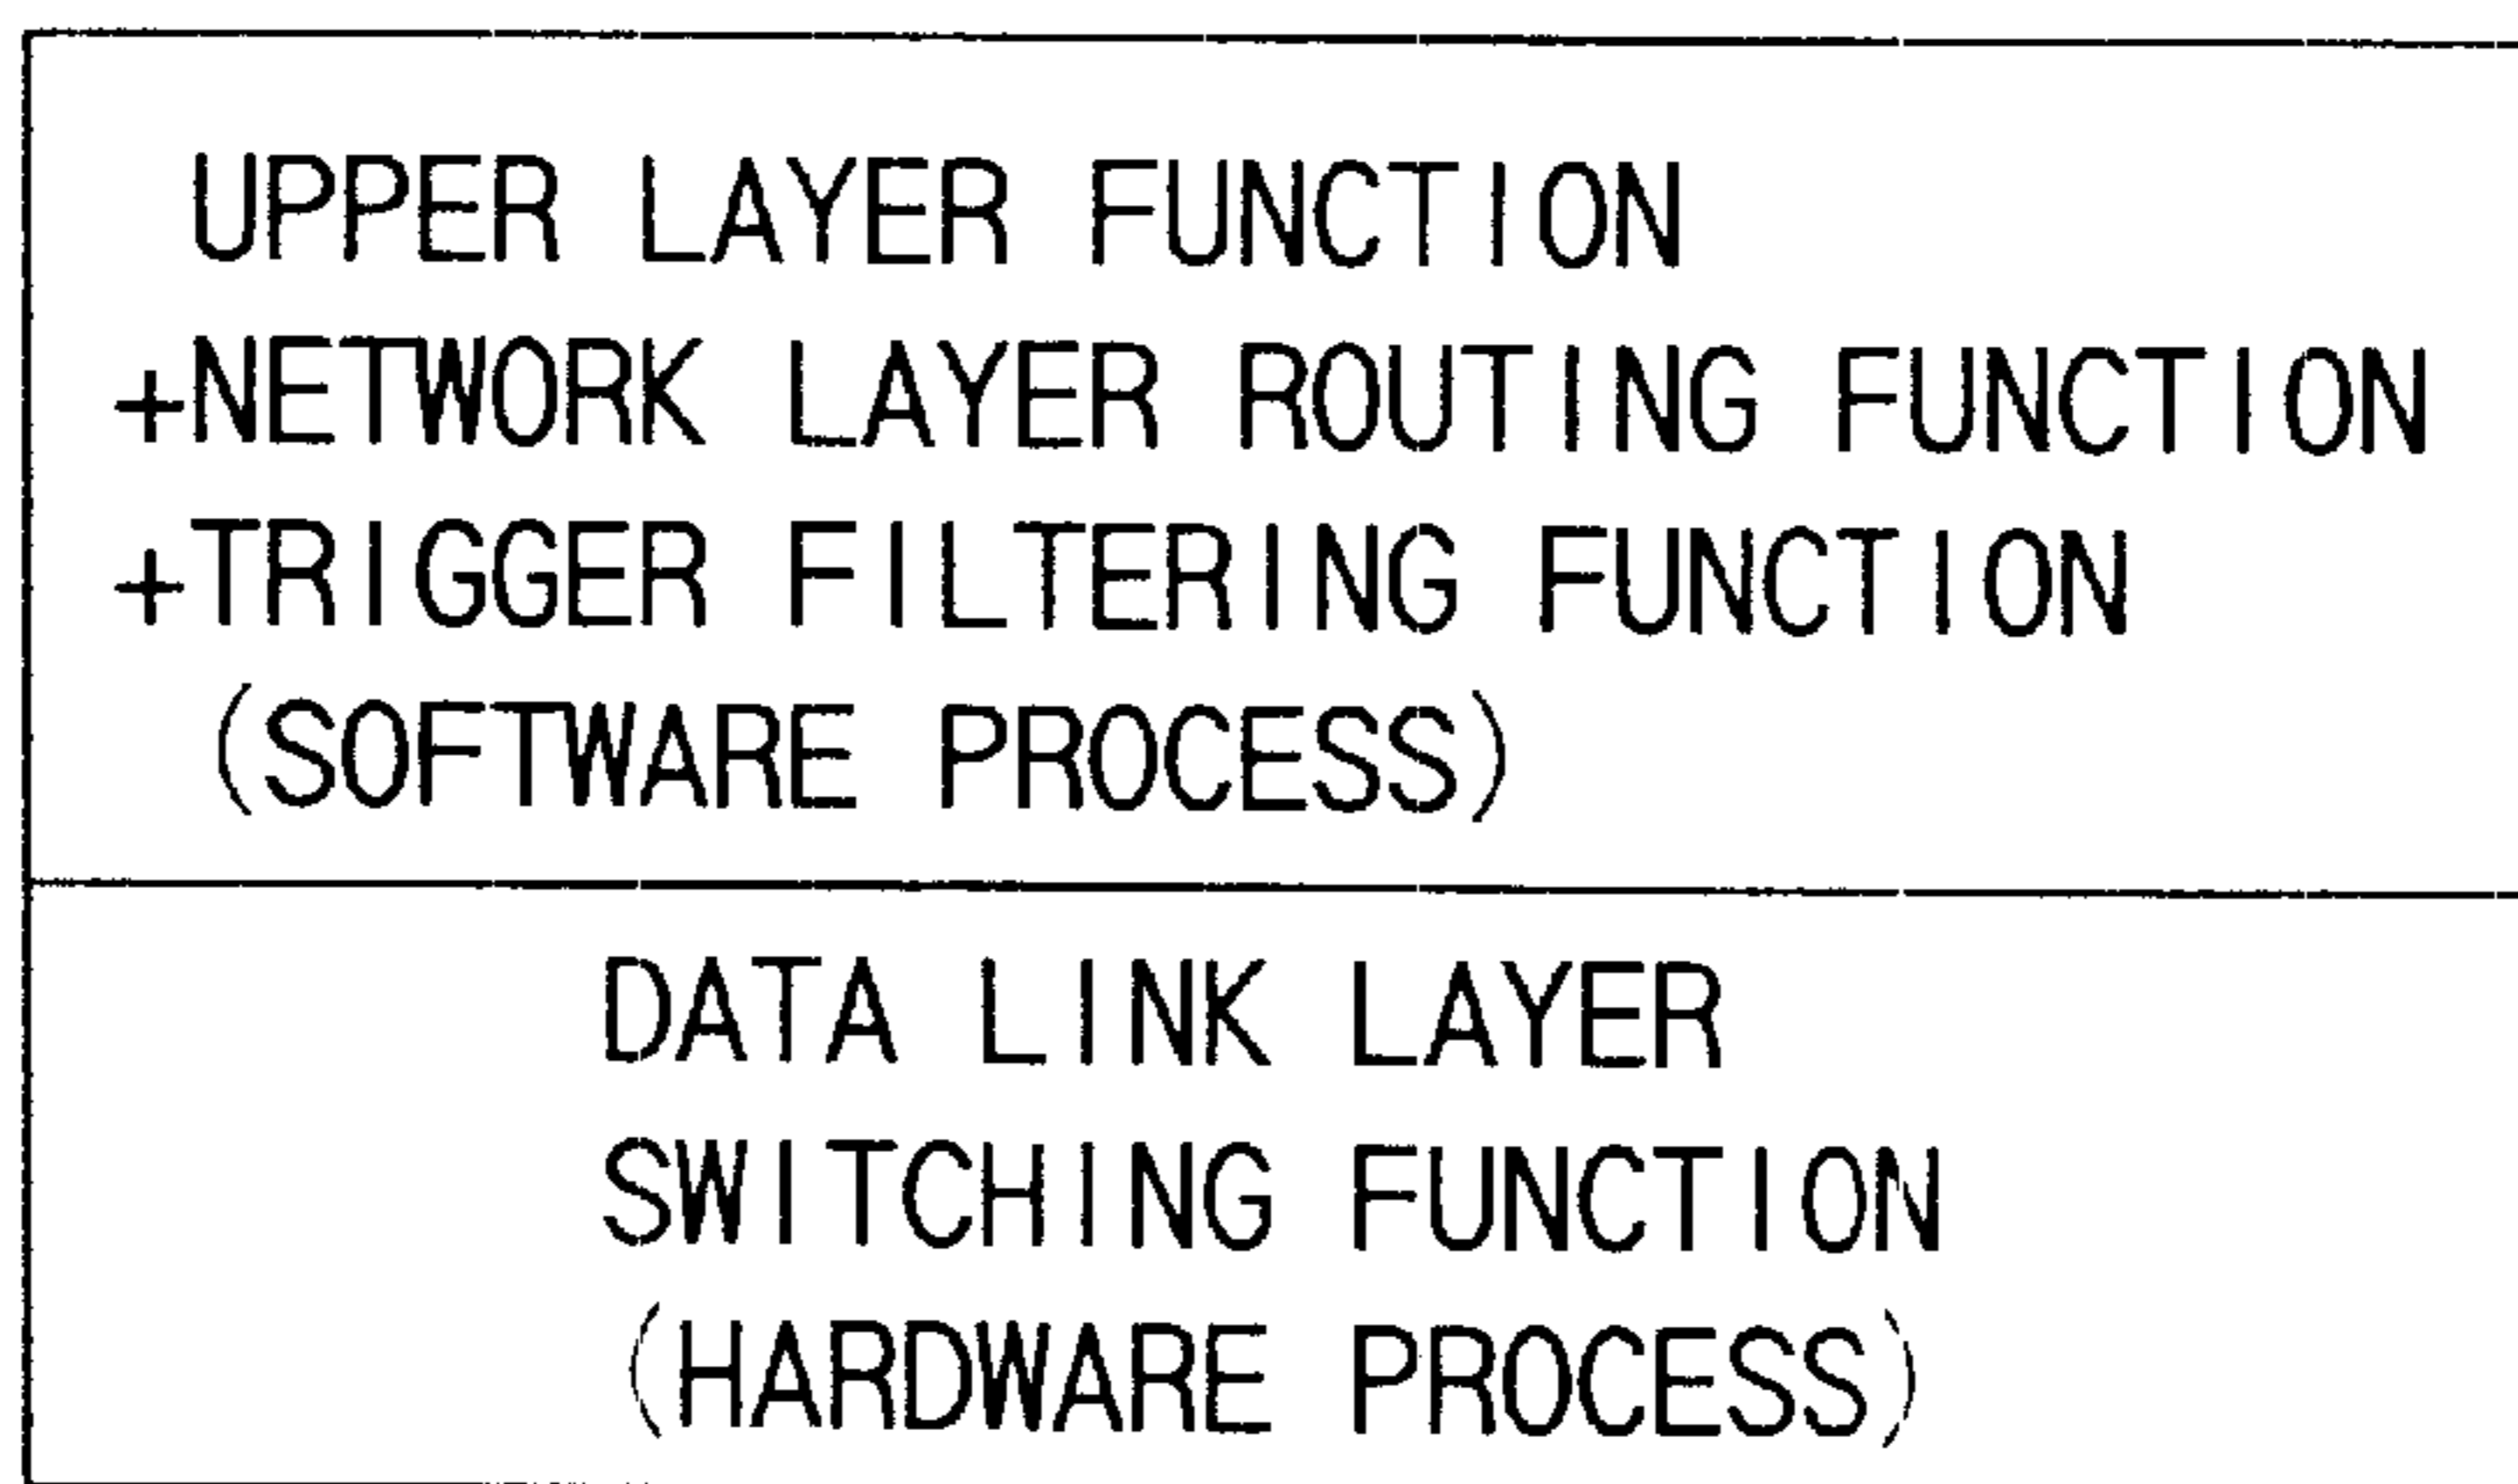 UPPER LAYER FUNCTION
+NETWORK LAYER ROUTING FUNCTION
+TRIGGER FILTERING FUNCTION
(SOFTWARE PROCESS)
DATA LINK LAYER
SWITCHING FUNCTION
(HARDWARE PROCESS)